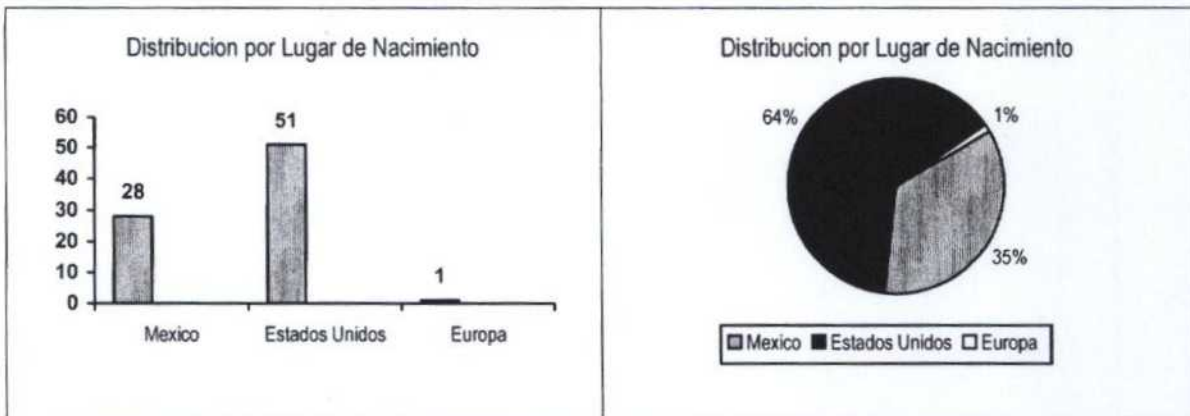 Distribucion por Lugar de Nacimiento
60
50
40
30
20
10
0
28
51
1
Mexico
Estados Unidos
Europa
Distribucion por Lugar de Nacimiento
64%
1%
35%
Mexico Estados Unidos Europa